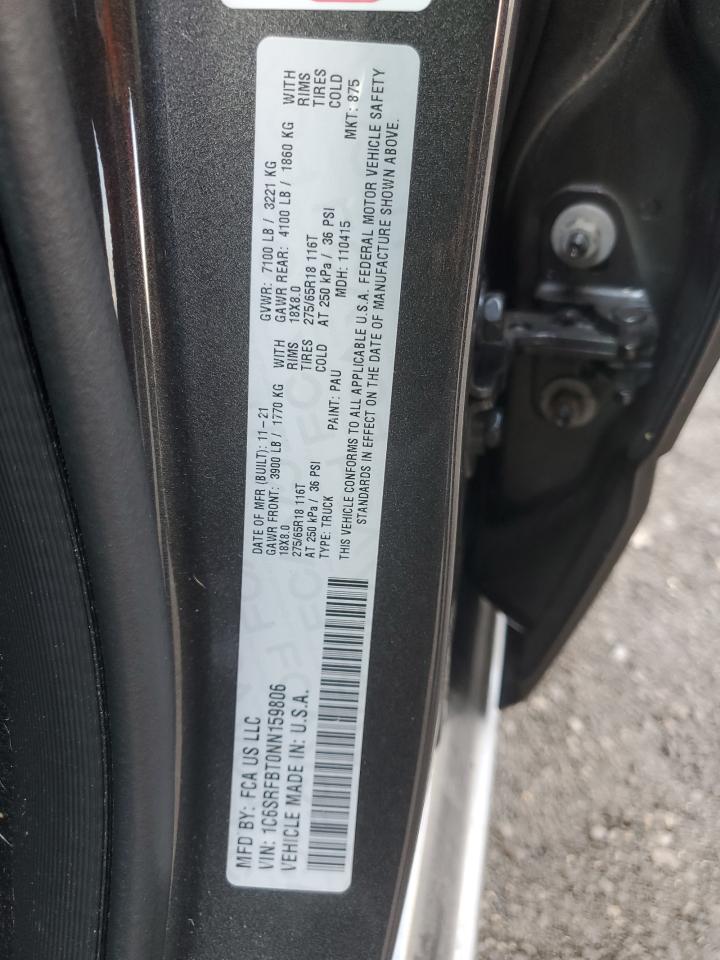 MFD BY: FCA US LLC
VIN: 1C6SRFBT0NN159806
VEHICLE MADE IN: U.S.A.
DATE OF MFR (BUILT): 11-21
GAWR FRONT: 3900 LB / 1770 KG WITH
18X8.0 RIMS
275/65R18 116T TIRES
AT 250 kPa / 36 PSI COLD
TYPE: TRUCK PAINT: PAU
GVWR: 7100 LB / 3221 KG
GAWR REAR: 4100 LB / 1860 KG WITH
18X8.0 RIMS
275/65R18 116T TIRES
AT 250 kPa / 36 PSI COLD
MDH: 110415 MKT: 875
THIS VEHICLE CONFORMS TO ALL APPLICABLE U.S.A. FEDERAL MOTOR VEHICLE SAFETY
STANDARDS IN EFFECT ON THE DATE OF MANUFACTURE SHOWN ABOVE.